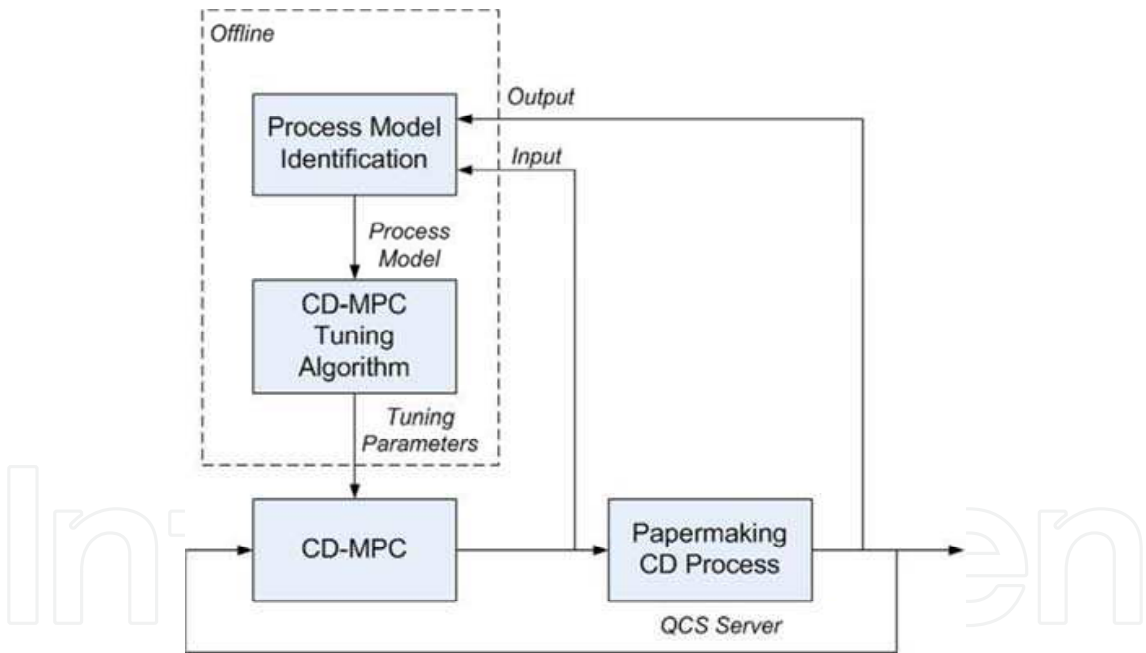 Offline
Output
Process Model
Identification
Input
Process
Model
CD-MPC
Tuning
Algorithm
Tuning
Parameters
CD-MPC
Papermaking
CD Process
QCS Server